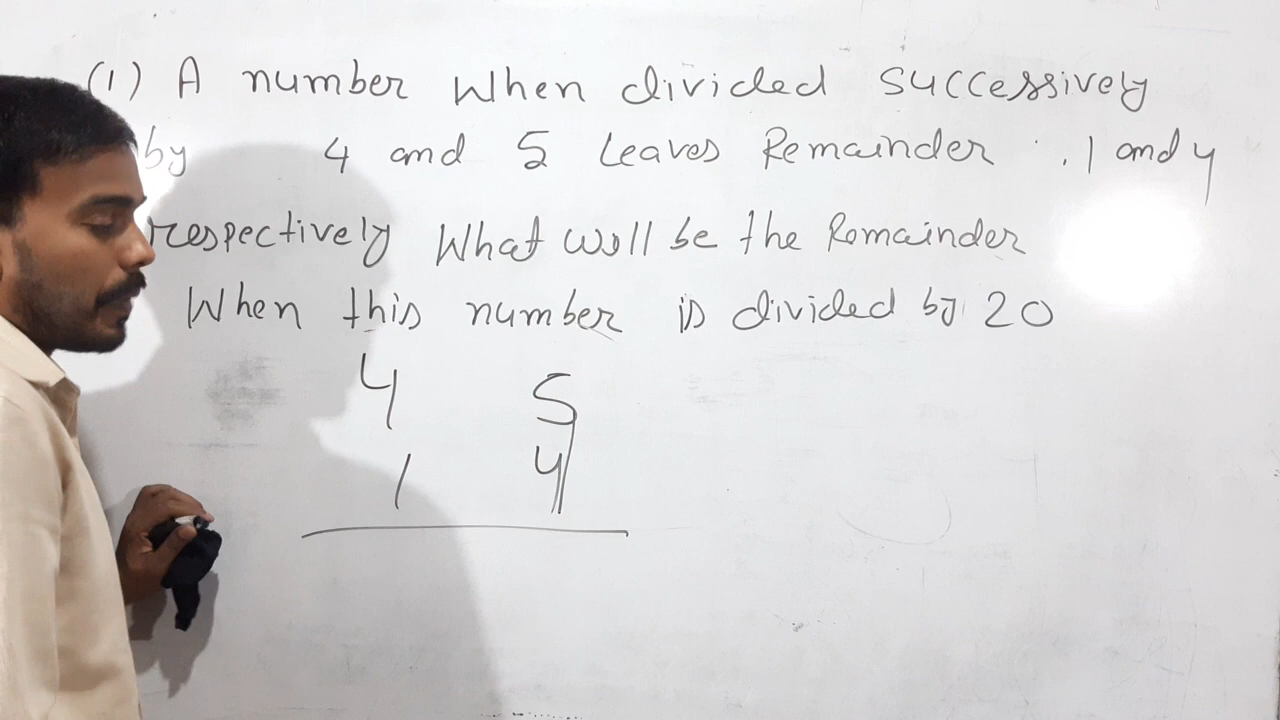 (1) A number When divided Successively
by 4 and 5 Leaves Remainder . 1 and 4
respectively What will be the Remainder
When this number is divided by 20
4 5
1 4